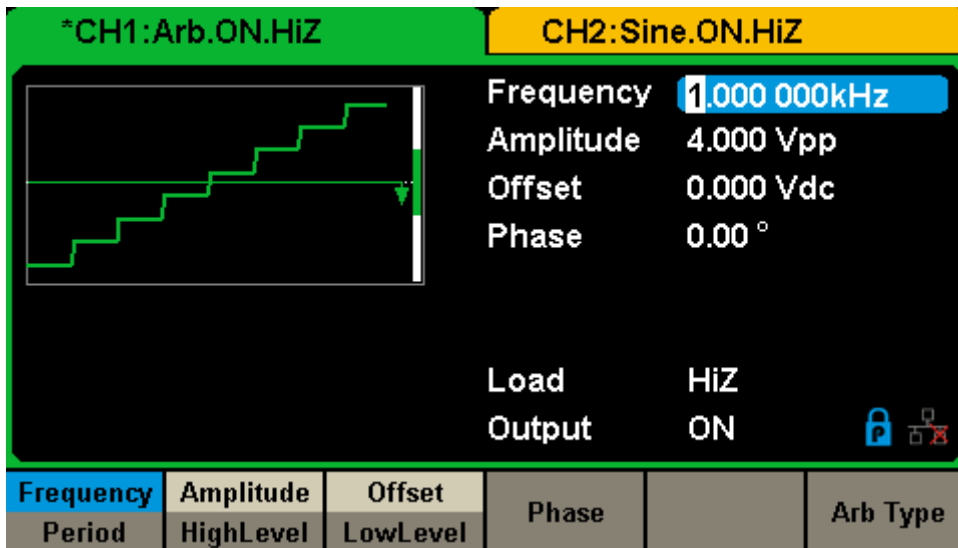 *CH1:Arb.ON.HiZ
CH2:Sine.ON.HiZ
Frequency 1.000 000kHz
Amplitude 4.000 Vpp
Offset 0.000 Vdc
Phase 0.00 °
Load HiZ
Output ON
P
Frequency Amplitude Offset Phase Arb Type
Period HighLevel LowLevel